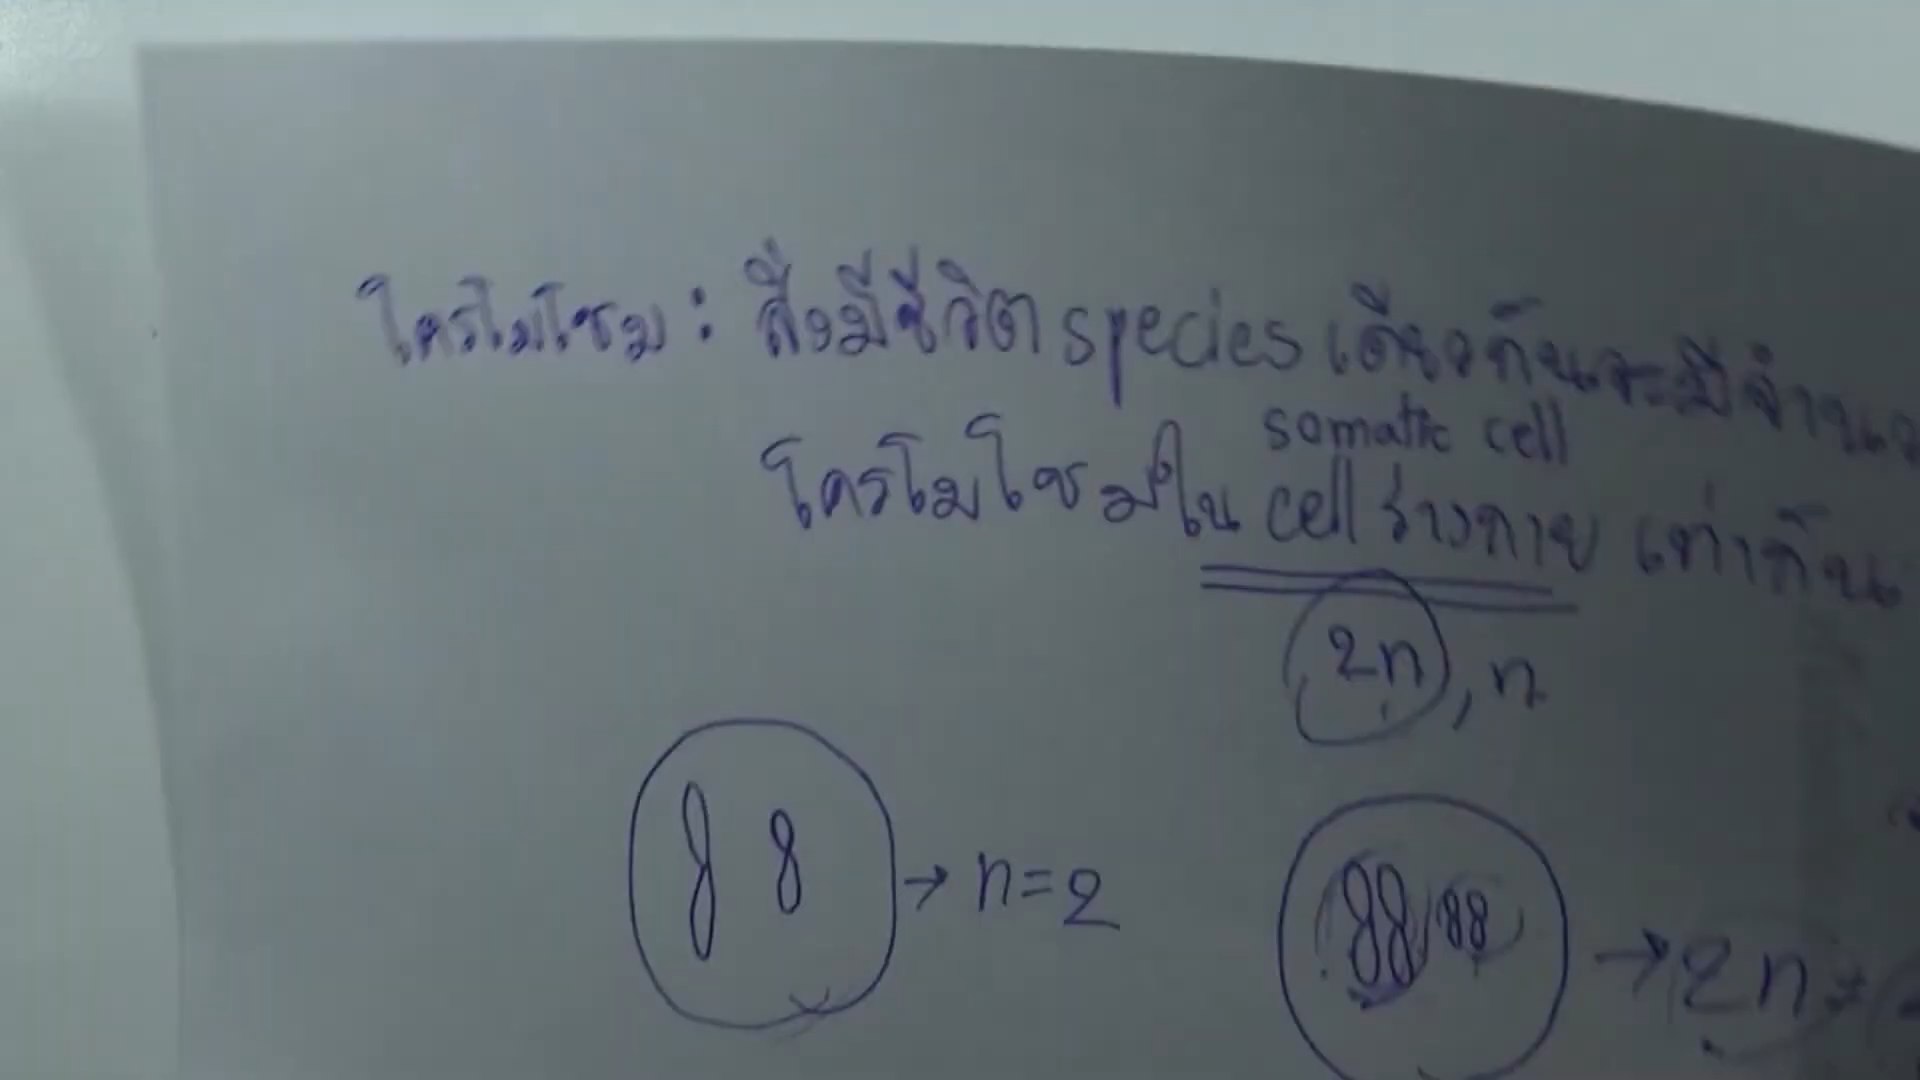 โครโมโซม : สิ่งมีชีวิต species เดียวกันจะมีจำนว
somatic cell
โครโมโซมใน cell ร่างกาย เท่ากัน
2n , n
→ n = 2
→ 2n =